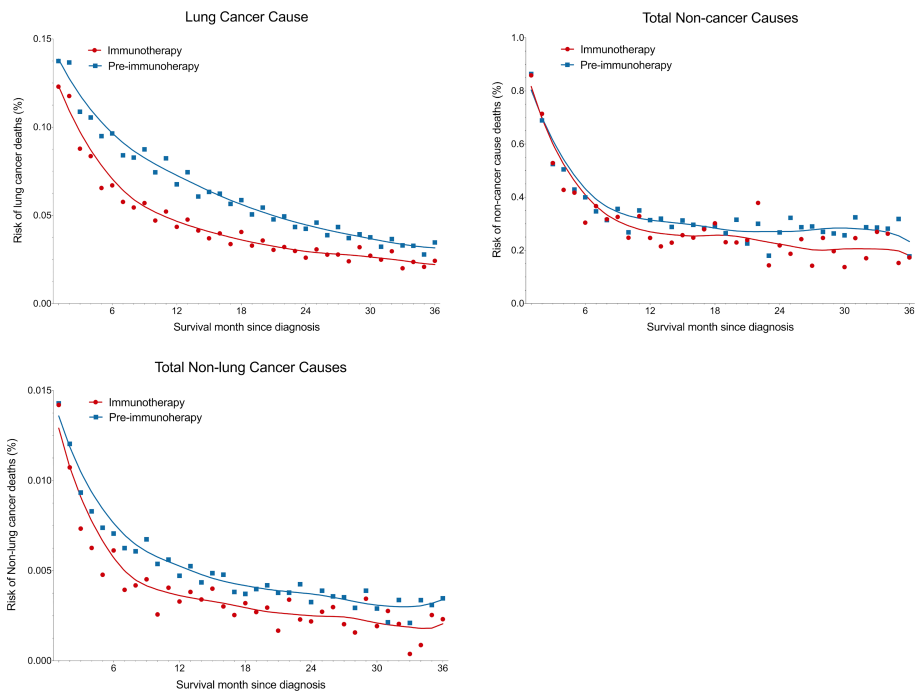 Lung Cancer Cause
Immunotherapy
Pre-immunoherapy
Risk of lung cancer deaths (%)
0.15
0.10
0.05
0.00
6
12
18
24
30
36
Survival month since diagnosis
Total Non-cancer Causes
Immunotherapy
Pre-immunoherapy
Risk of non-cancer cause deaths (%)
1.0
0.8
0.6
0.4
0.2
0.0
6
12
18
24
30
36
Survival month since diagnosis
Total Non-lung Cancer Causes
Immunotherapy
Pre-immunoherapy
Risk of Non-lung cancer deaths (%)
0.015
0.010
0.005
0.000
6
12
18
24
30
36
Survival month since diagnosis